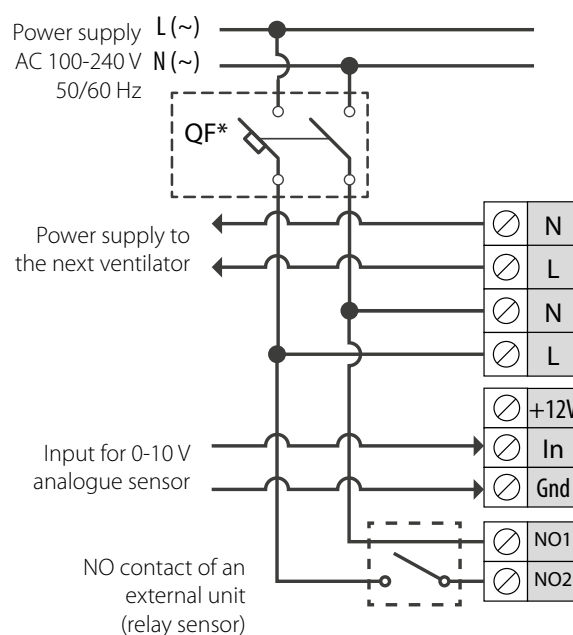 Power supply L (~)
AC 100-240 V N (~)
50/60 Hz
QF*
Power supply to
the next ventilator
N
L
N
L
+12V
Input for 0-10 V
analogue sensor
In
Gnd
NO contact of an
external unit
(relay sensor)
NO1
NO2